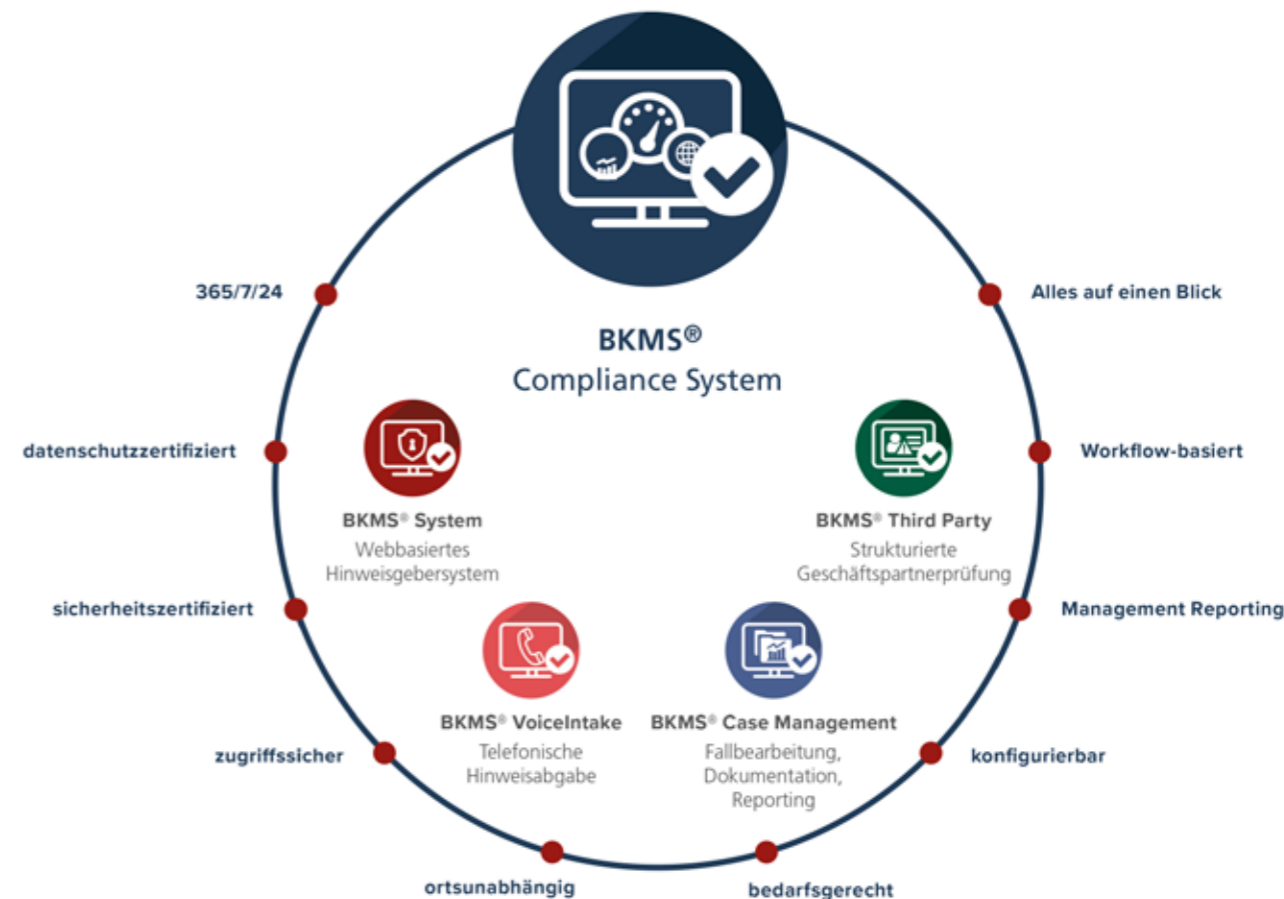 BKMS®
Compliance System
365/7/24
datenschutzzertifiziert
sicherheitszertifiziert
zugriffssicher
ortsunabhängig
bedarfsgerecht
konfigurierbar
Management Reporting
Workflow-basiert
Alles auf einen Blick
BKMS® System
Webbasiertes
Hinweisgebersystem
BKMS® VoiceIntake
Telefonische
Hinweisabgabe
BKMS® Case Management
Fallbearbeitung,
Dokumentation,
Reporting
BKMS® Third Party
Strukturierte
Geschäftspartnerprüfung